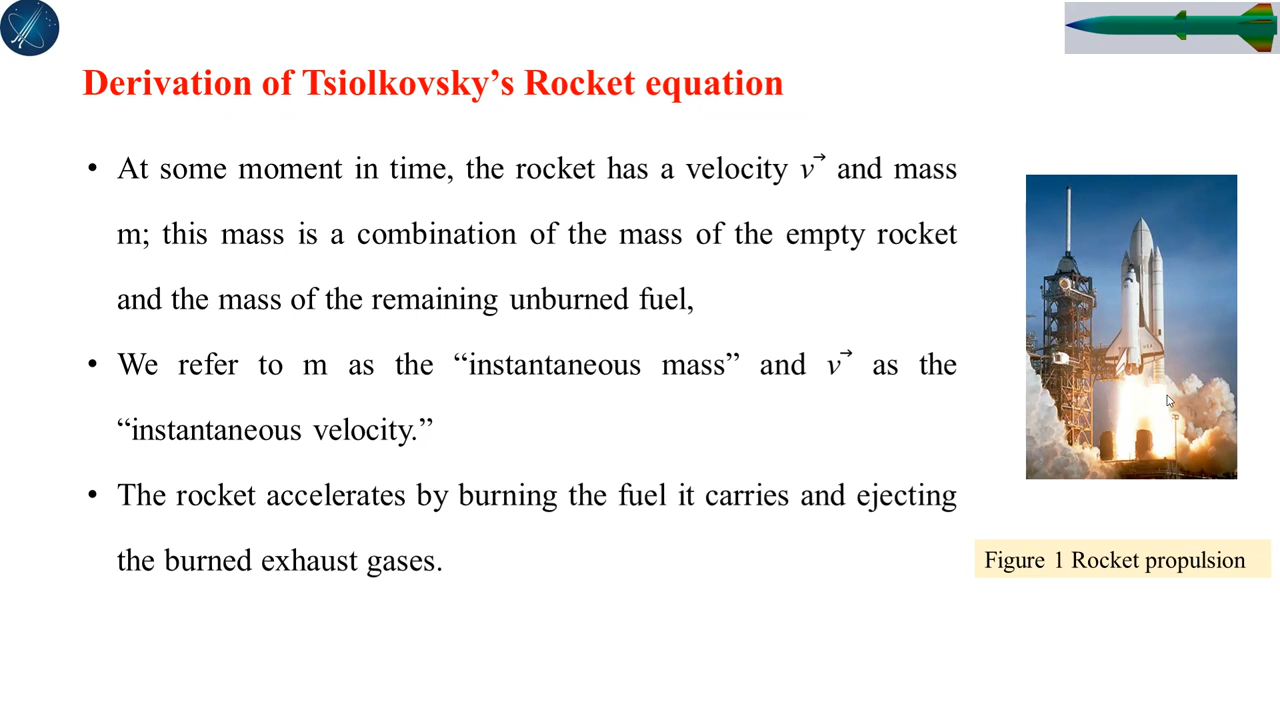 Derivation of Tsiolkovsky’s Rocket equation
• At some moment in time, the rocket has a velocity v⃗ and mass
m; this mass is a combination of the mass of the empty rocket
and the mass of the remaining unburned fuel,
• We refer to m as the “instantaneous mass” and v⃗ as the
“instantaneous velocity.”
• The rocket accelerates by burning the fuel it carries and ejecting
the burned exhaust gases.
Figure 1 Rocket propulsion